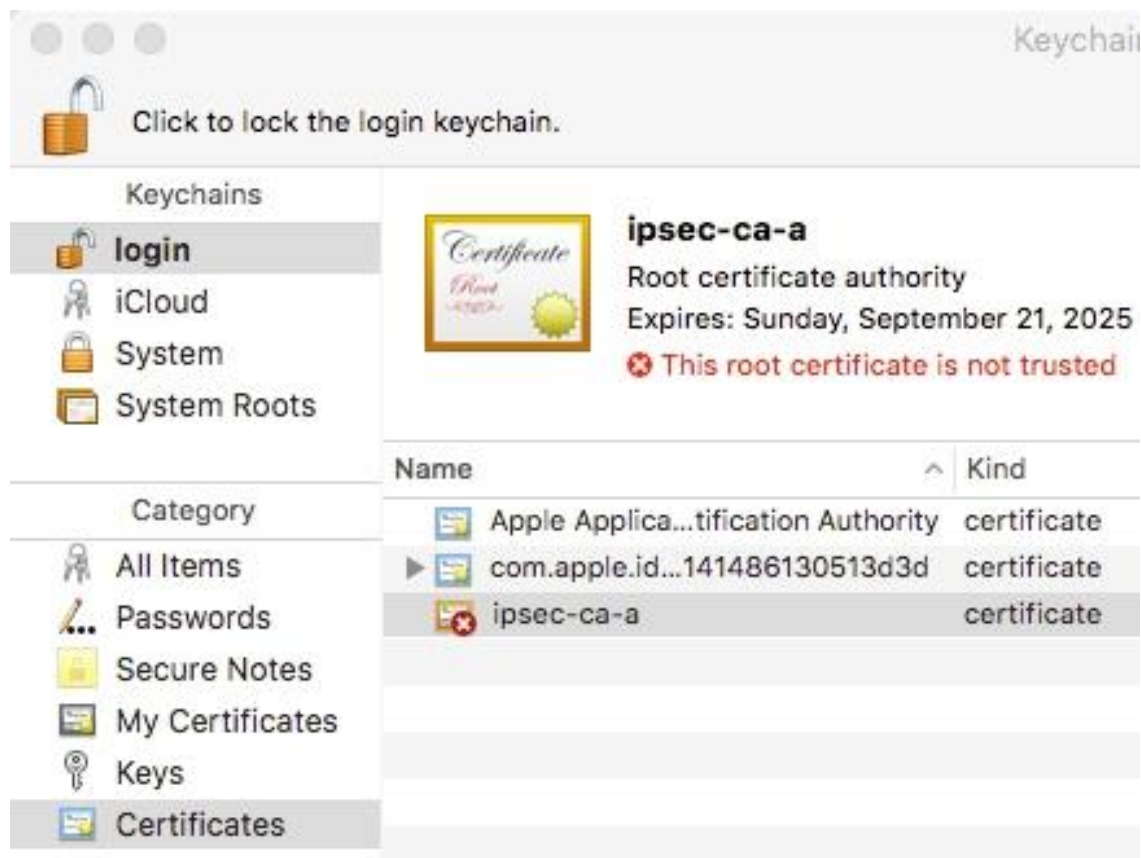 Keychain
Click to lock the login keychain.
Keychains
login
iCloud
System
System Roots
Category
All Items
Passwords
Secure Notes
My Certificates
Keys
Certificates
Certificate
Root
ipsec-ca-a
Root certificate authority
Expires: Sunday, September 21, 2025
This root certificate is not trusted
Name Kind
Apple Applica...tification Authority certificate
com.apple.id...141486130513d3d certificate
ipsec-ca-a certificate